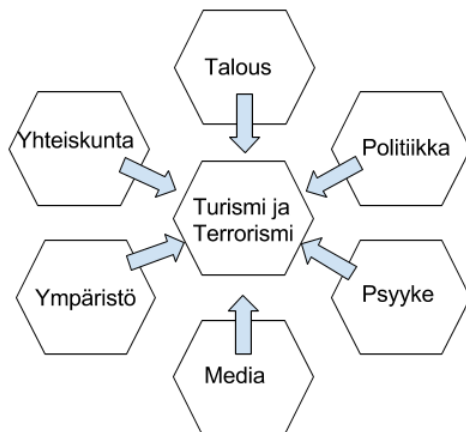 Talous
Yhteiskunta
Politiikka
Turismi ja
Terrorismi
Ympäristö
Psyyke
Media